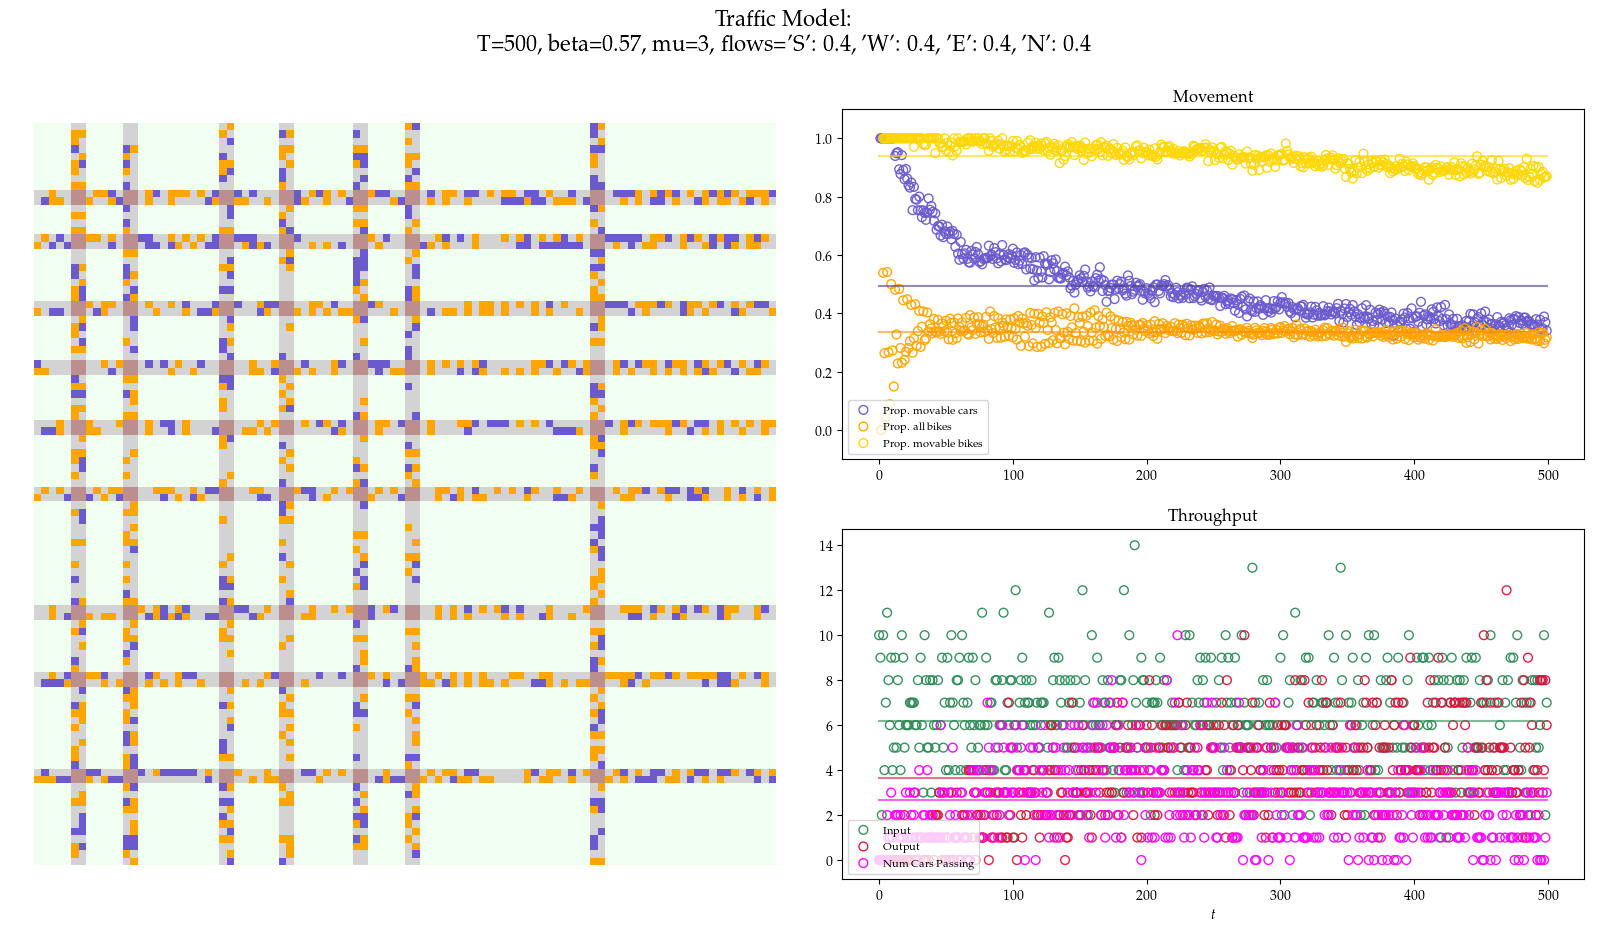 Traffic Model:
T=500, beta=0.57, mu=3, flows=’S’: 0.4, ’W’: 0.4, ’E’: 0.4, ’N’: 0.4
Movement
1.0
0.8
0.6
0.4
0.2
0.0
Prop. movable cars
Prop. all bikes
Prop. movable bikes
0 100 200 300 400 500
Throughput
14
12
10
8
6
4
2
0
Input
Output
Num Cars Passing
0 100 200 300 400 500
t